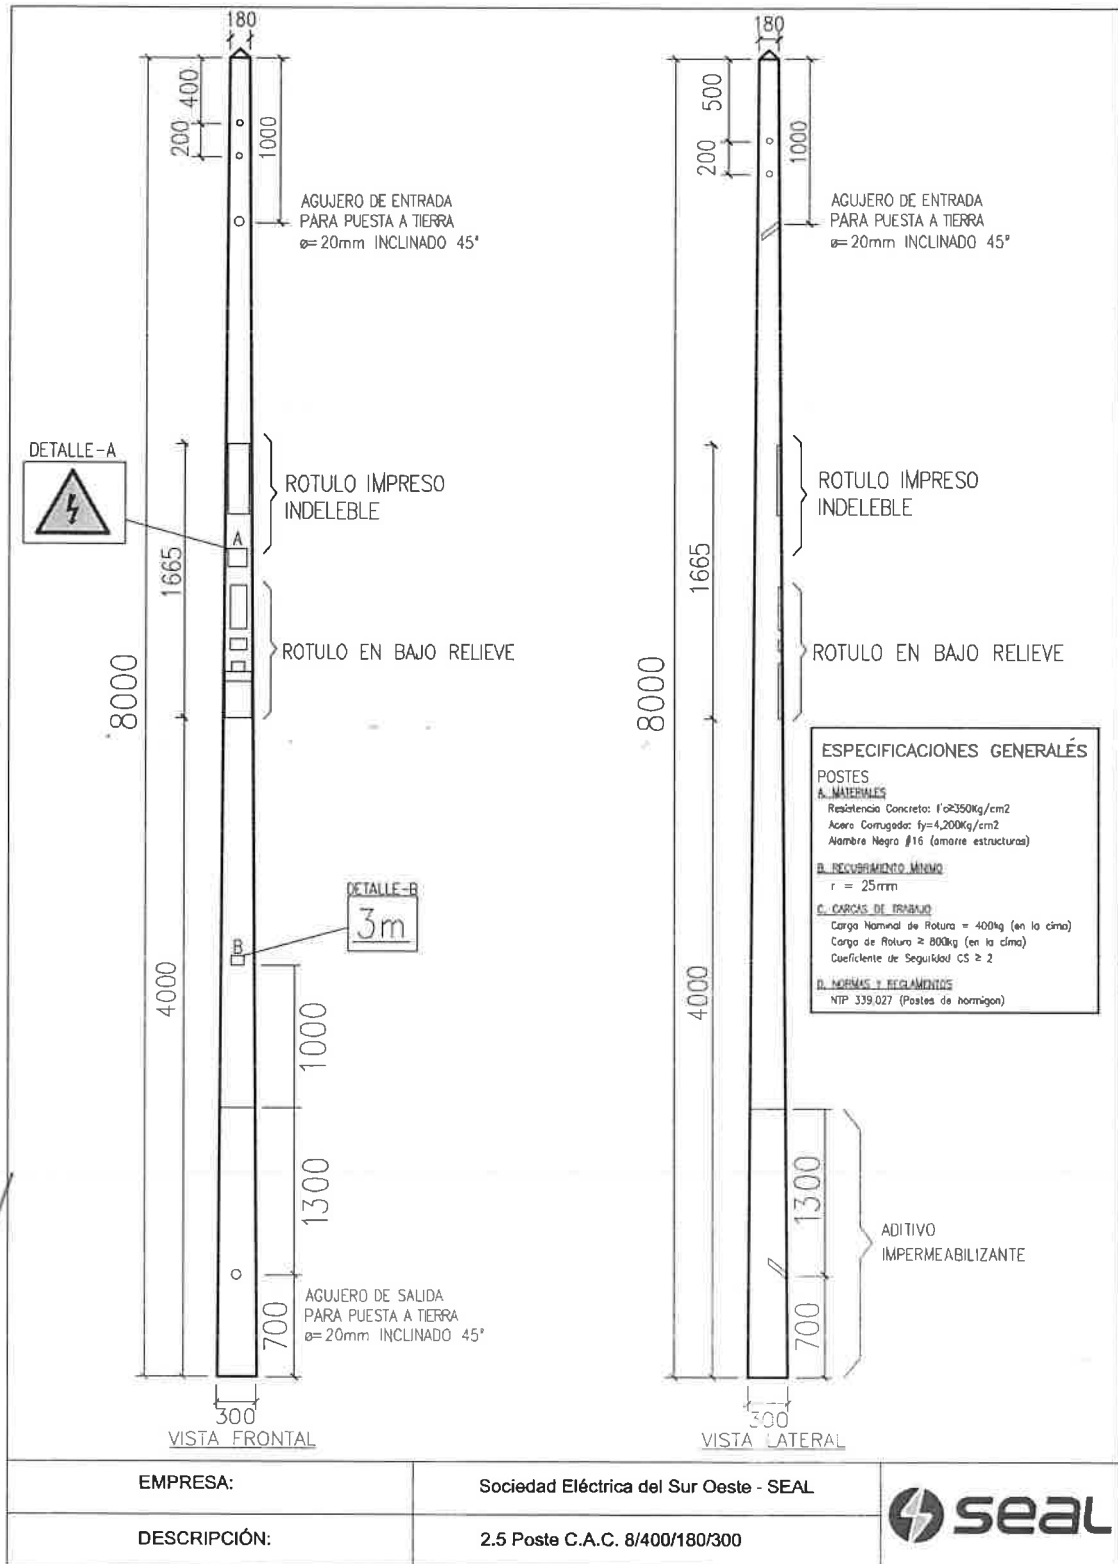 180
400
200
1000
AGUJERO DE ENTRADA
PARA PUESTA A TIERRA
ø=20mm INCLINADO 45°
DETALLE-A
A
ROTULO IMPRESO
INDELEBLE
1665
ROTULO EN BAJO RELIEVE
8000
DETALLE-B
3m
B
4000
1000
1300
AGUJERO DE SALIDA
PARA PUESTA A TIERRA
ø=20mm INCLINADO 45°
700
300
VISTA FRONTAL
180
500
200
1000
AGUJERO DE ENTRADA
PARA PUESTA A TIERRA
ø=20mm INCLINADO 45°
ROTULO IMPRESO
INDELEBLE
1665
ROTULO EN BAJO RELIEVE
8000
ESPECIFICACIONES GENERALÉS
POSTES
A. MATERIALES
Resistencia Concreto: f'c≥350Kg/cm2
Acero Corrugado: fy=4,200Kg/cm2
Alambre Negro #16 (amarre estructuras)
B. RECUBRIMIENTO MINIMO
r = 25mm
C. CARGAS DE TRABAJO
Carga Nominal de Rotura = 400kg (en la cima)
Carga de Rotura ≥ 800kg (en la cima)
Coeficiente de Seguridad CS ≥ 2
D. NORMAS Y REGLAMENTOS
NTP 339.027 (Postes de hormigon)
4000
1300
ADITIVO
IMPERMEABILIZANTE
700
300
VISTA LATERAL
EMPRESA:
Sociedad Eléctrica del Sur Oeste - SEAL
DESCRIPCIÓN:
2.5 Poste C.A.C. 8/400/180/300
seal